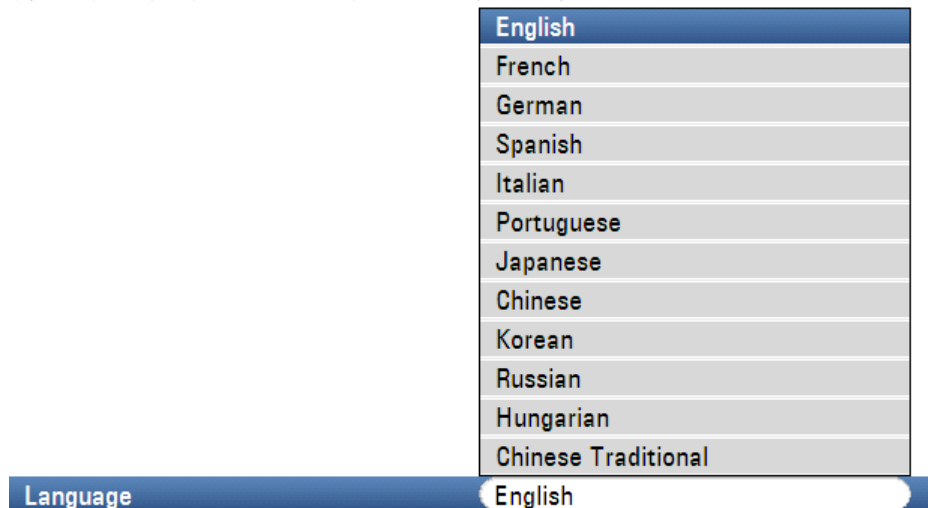 English
French
German
Spanish
Italian
Portuguese
Japanese
Chinese
Korean
Russian
Hungarian
Chinese Traditional
Language English